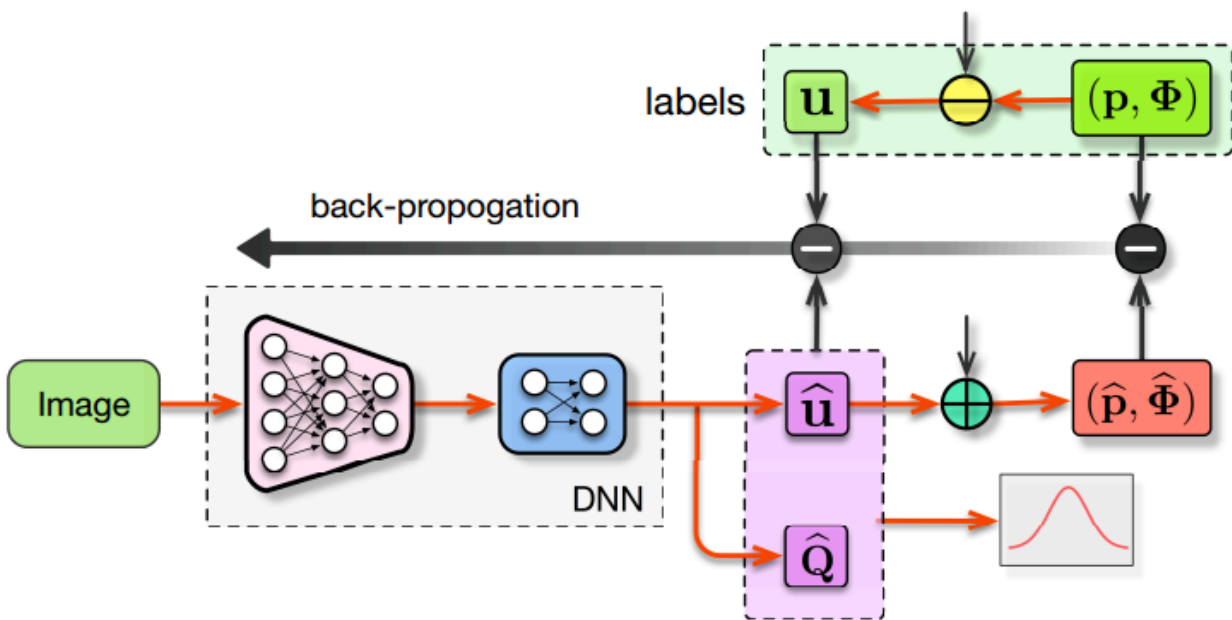 labels
u
(p, Φ)
back-propogation
Image
DNN
û
(p̂, Φ̂)
Q̂